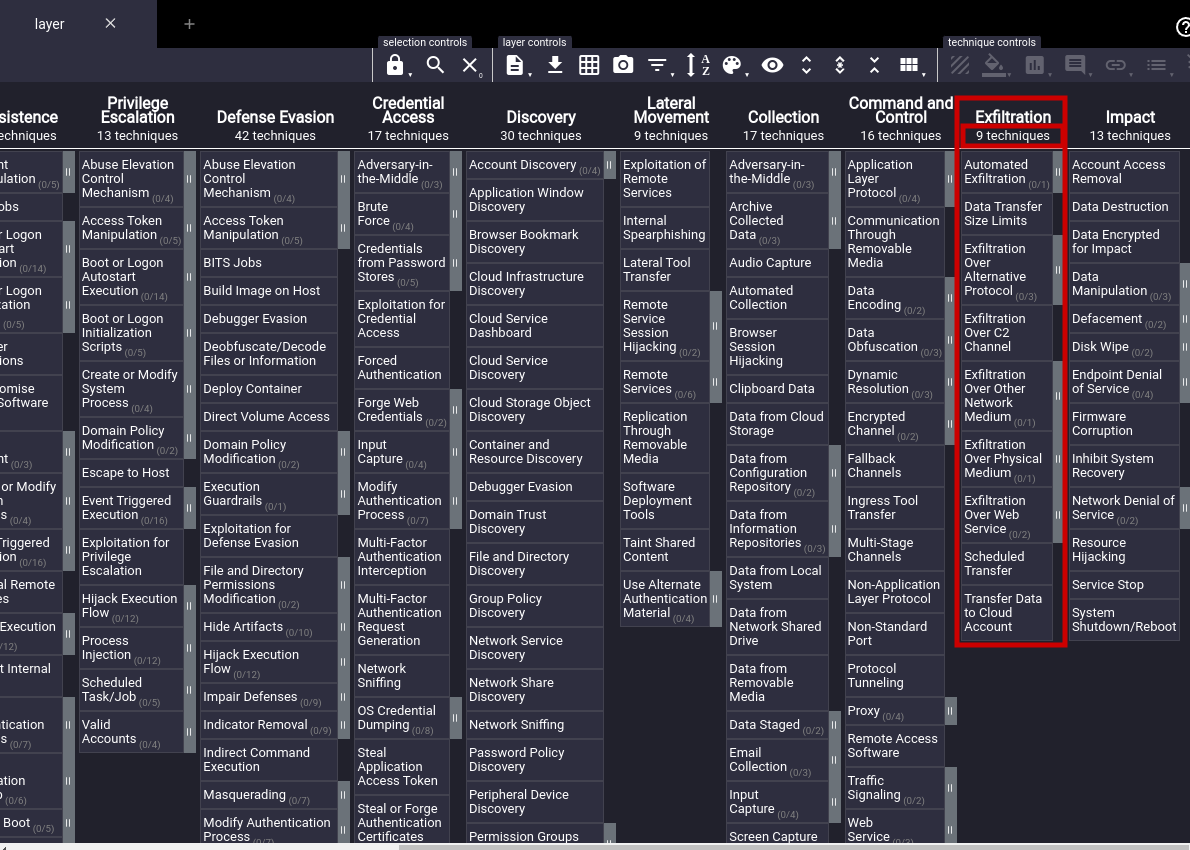 layer
selection controls
layer controls
technique controls
0
A
Z
sistence
echniques
nt
ulation (0/5)
obs
r Logon
art
ion (0/14)
r Logon
ation
(0/5)
er
ions
omise
Software
nt (0/3)
or Modify
n
s (0/4)
Triggered
ion (0/16)
al Remote
es
Execution
/12)
t Internal
ntication
s (0/7)
ation
(0/6)
Boot (0/5)
Privilege
Escalation
13 techniques
Abuse Elevation
Control
Mechanism (0/4)
Access Token
Manipulation (0/5)
Boot or Logon
Autostart
Execution (0/14)
Boot or Logon
Initialization
Scripts (0/5)
Create or Modify
System
Process (0/4)
Domain Policy
Modification (0/2)
Escape to Host
Event Triggered
Execution (0/16)
Exploitation for
Privilege
Escalation
Hijack Execution
Flow (0/12)
Process
Injection (0/12)
Scheduled
Task/Job (0/5)
Valid
Accounts (0/4)
Defense Evasion
42 techniques
Abuse Elevation
Control
Mechanism (0/4)
Access Token
Manipulation (0/5)
BITS Jobs
Build Image on Host
Debugger Evasion
Deobfuscate/Decode
Files or Information
Deploy Container
Direct Volume Access
Domain Policy
Modification (0/2)
Execution
Guardrails (0/1)
Exploitation for
Defense Evasion
File and Directory
Permissions
Modification (0/2)
Hide Artifacts (0/10)
Hijack Execution
Flow (0/12)
Impair Defenses (0/9)
Indicator Removal (0/9)
Indirect Command
Execution
Masquerading (0/7)
Modify Authentication
Process (0/7)
Credential
Access
17 techniques
Adversary-in-
the-Middle (0/3)
Brute
Force (0/4)
Credentials
from Password
Stores (0/5)
Exploitation for
Credential
Access
Forced
Authentication
Forge Web
Credentials (0/2)
Input
Capture (0/4)
Modify
Authentication
Process (0/7)
Multi-Factor
Authentication
Interception
Multi-Factor
Authentication
Request
Generation
Network
Sniffing
OS Credential
Dumping (0/8)
Steal
Application
Access Token
Steal or Forge
Authentication
Certificates
Discovery
30 techniques
Account Discovery (0/4)
Application Window
Discovery
Browser Bookmark
Discovery
Cloud Infrastructure
Discovery
Cloud Service
Dashboard
Cloud Service
Discovery
Cloud Storage Object
Discovery
Container and
Resource Discovery
Debugger Evasion
Domain Trust
Discovery
File and Directory
Discovery
Group Policy
Discovery
Network Service
Discovery
Network Share
Discovery
Network Sniffing
Password Policy
Discovery
Peripheral Device
Discovery
Permission Groups
Lateral
Movement
9 techniques
Exploitation of
Remote
Services
Internal
Spearphishing
Lateral Tool
Transfer
Remote
Service
Session
Hijacking (0/2)
Remote
Services (0/6)
Replication
Through
Removable
Media
Software
Deployment
Tools
Taint Shared
Content
Use Alternate
Authentication
Material (0/4)
Collection
17 techniques
Adversary-in-
the-Middle (0/3)
Archive
Collected
Data (0/3)
Audio Capture
Automated
Collection
Browser
Session
Hijacking
Clipboard Data
Data from Cloud
Storage
Data from
Configuration
Repository (0/2)
Data from
Information
Repositories (0/3)
Data from Local
System
Data from
Network Shared
Drive
Data from
Removable
Media
Data Staged (0/2)
Email
Collection (0/3)
Input
Capture (0/4)
Screen Capture
Command and
Control
16 techniques
Application
Layer
Protocol (0/4)
Communication
Through
Removable
Media
Data
Encoding (0/2)
Data
Obfuscation (0/3)
Dynamic
Resolution (0/3)
Encrypted
Channel (0/2)
Fallback
Channels
Ingress Tool
Transfer
Multi-Stage
Channels
Non-Application
Layer Protocol
Non-Standard
Port
Protocol
Tunneling
Proxy (0/4)
Remote Access
Software
Traffic
Signaling (0/2)
Web
Service (0/3)
Exfiltration
9 techniques
Automated
Exfiltration (0/1)
Data Transfer
Size Limits
Exfiltration
Over
Alternative
Protocol (0/3)
Exfiltration
Over C2
Channel
Exfiltration
Over Other
Network
Medium (0/1)
Exfiltration
Over Physical
Medium (0/1)
Exfiltration
Over Web
Service (0/2)
Scheduled
Transfer
Transfer Data
to Cloud
Account
Impact
13 techniques
Account Access
Removal
Data Destruction
Data Encrypted
for Impact
Data
Manipulation (0/3)
Defacement (0/2)
Disk Wipe (0/2)
Endpoint Denial
of Service (0/4)
Firmware
Corruption
Inhibit System
Recovery
Network Denial of
Service (0/2)
Resource
Hijacking
Service Stop
System
Shutdown/Reboot